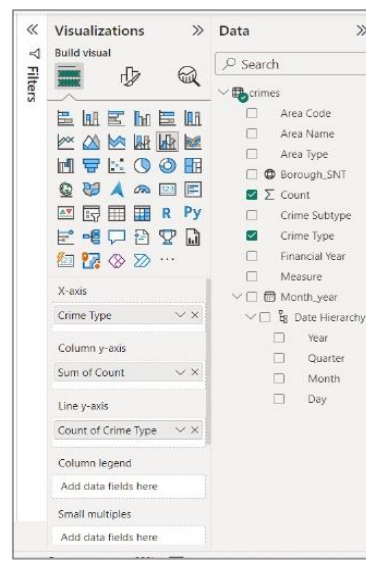 Visualizations
Build visual
Filters
R
Py
123
...
X-axis
Crime Type
Column y-axis
Sum of Count
Line y-axis
Count of Crime Type
Column legend
Add data fields here
Small multiples
Add data fields here
Data
Search
crimes
Area Code
Area Name
Area Type
Borough_SNT
Σ Count
Crime Subtype
Crime Type
Financial Year
Measure
Month_year
Date Hierarchy
Year
Quarter
Month
Day